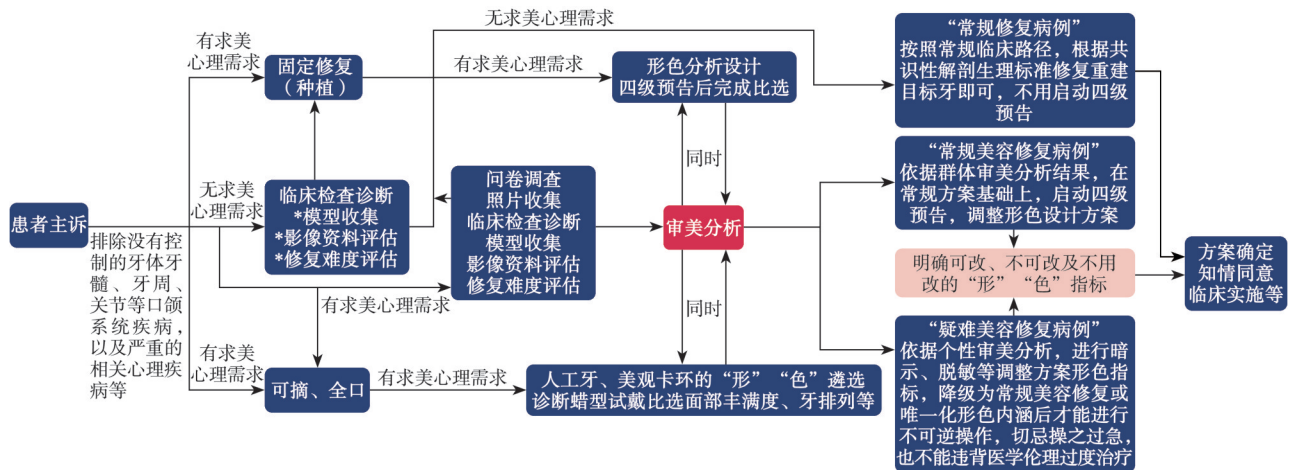 患者主诉
排除没有控
制的牙体牙
髓、牙周、
关节等口颌
系统疾病，
以及严重的
相关心理疾
病等
有求美
心理需求
无求美
心理需求
有求美
心理需求
固定修复
（种植）
临床检查诊断
*模型收集
*影像资料评估
*修复难度评估
可摘、全口
无求美心理需求
有求美心理需求
有求美心理需求
有求美心理需求
问卷调查
照片收集
临床检查诊断
模型收集
影像资料评估
修复难度评估
形色分析设计
四级预告后完成比选
同时
审美分析
同时
人工牙、美观卡环的“形”“色”遴选
诊断蜡型试戴比选面部丰满度、牙排列等
“常规修复病例”
按照常规临床路径，根据共
识性解剖生理标准修复重建
目标牙即可，不用启动四级
预告
“常规美容修复病例”
依据群体审美分析结果，在
常规方案基础上，启动四级
预告，调整形色设计方案
明确可改、不可改及不用
改的“形”“色”指标
“疑难美容修复病例”
依据个性审美分析，进行暗
示、脱敏等调整方案形色指
标，降级为常规美容修复或
唯一化形色内涵后才能进行
不可逆操作，切忌操之过急，
也不能违背医学伦理过度治疗
方案确定
知情同意
临床实施等